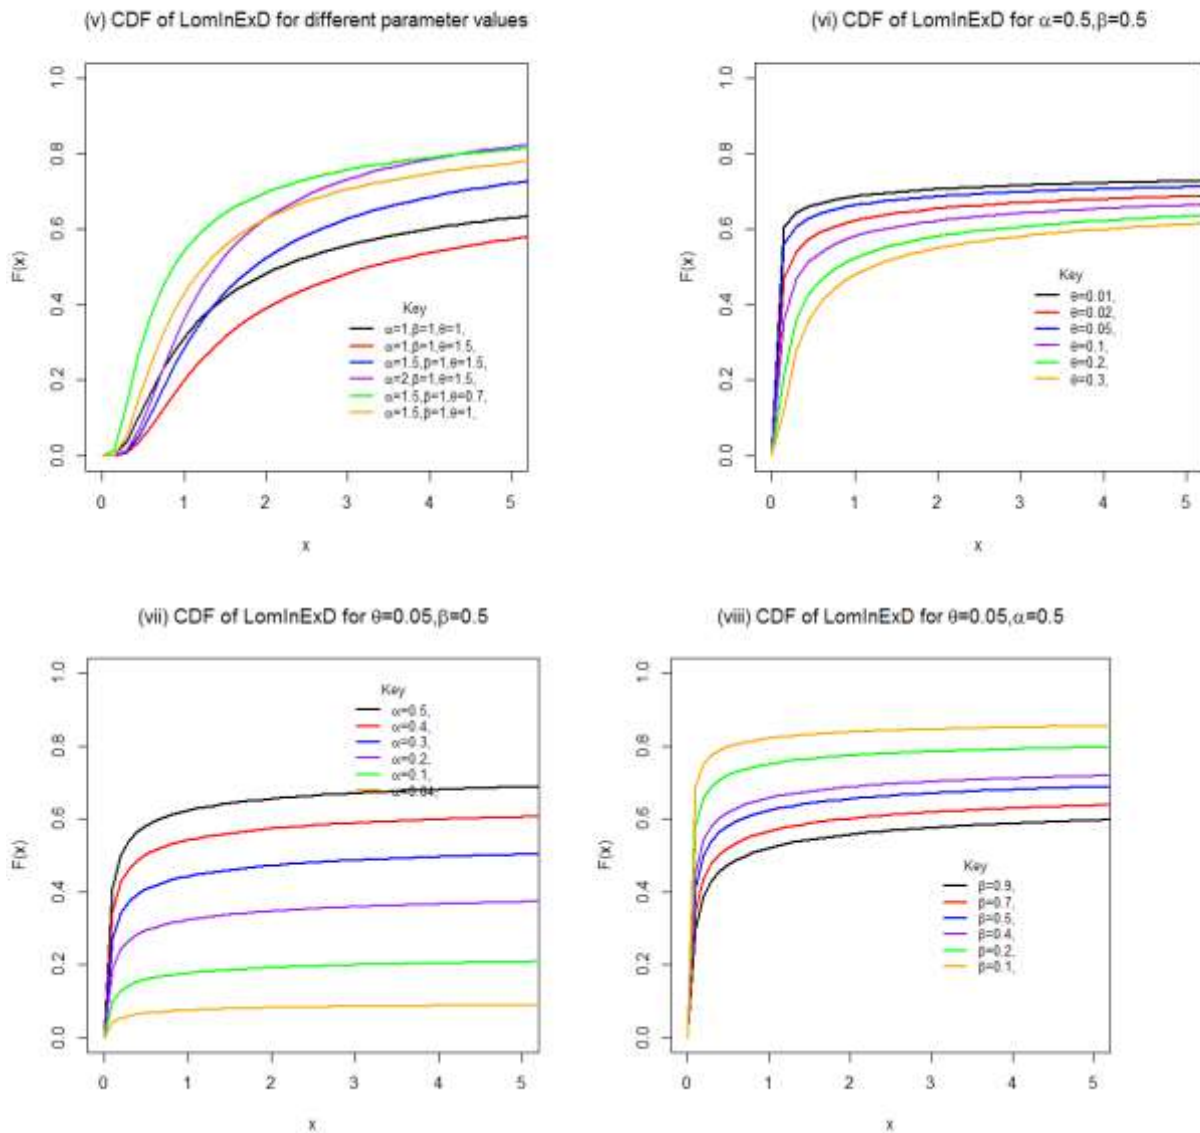 (v) CDF of LomInExD for different parameter values
1.0
0.8
0.6
0.4
0.2
0.0
F(x)
Key
α=1,β=1,θ=1,
α=1,β=1,θ=1.5,
α=1.5,β=1,θ=1.5,
α=2,β=1,θ=1.5,
α=1.5,β=1,θ=0.7,
α=1.5,β=1,θ=1,
0 1 2 3 4 5
x
(vi) CDF of LomInExD for α=0.5,β=0.5
1.0
0.8
0.6
0.4
0.2
0.0
F(x)
Key
θ=0.01,
θ=0.02,
θ=0.05,
θ=0.1,
θ=0.2,
θ=0.3,
0 1 2 3 4 5
x
(vii) CDF of LomInExD for θ=0.05,β=0.5
1.0
0.8
0.6
0.4
0.2
0.0
F(x)
Key
α=0.5,
α=0.4,
α=0.3,
α=0.2,
α=0.1,
α=0.04,
0 1 2 3 4 5
x
(viii) CDF of LomInExD for θ=0.05,α=0.5
1.0
0.8
0.6
0.4
0.2
0.0
F(x)
Key
β=0.9,
β=0.7,
β=0.5,
β=0.4,
β=0.2,
β=0.1,
0 1 2 3 4 5
x